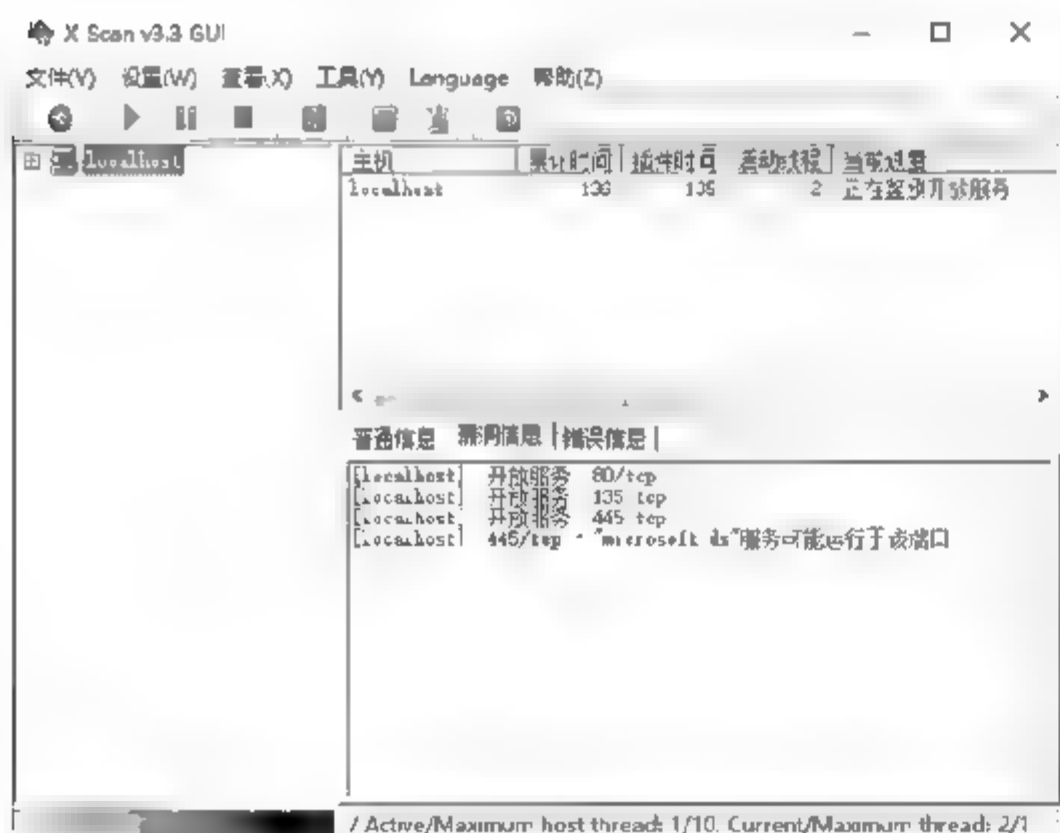 X Scan v3.3 GUI
文件(V) 设置(W) 查看(X) 工具(Y) Language 帮助(Z)
localhost
主机 累计时间 插件时间 活动线程 当前进度
localhost 136 135 2 正在检测开放服务
普通信息 漏洞信息 错误信息
[localhost] 开放服务 80/tcp
[localhost] 开放服务 135 tcp
[localhost] 开放服务 445 tcp
[localhost] 445/tcp - "microsoft ds"服务可能运行于该端口
/ Active/Maximum host thread: 1/10, Current/Maximum thread: 2/1